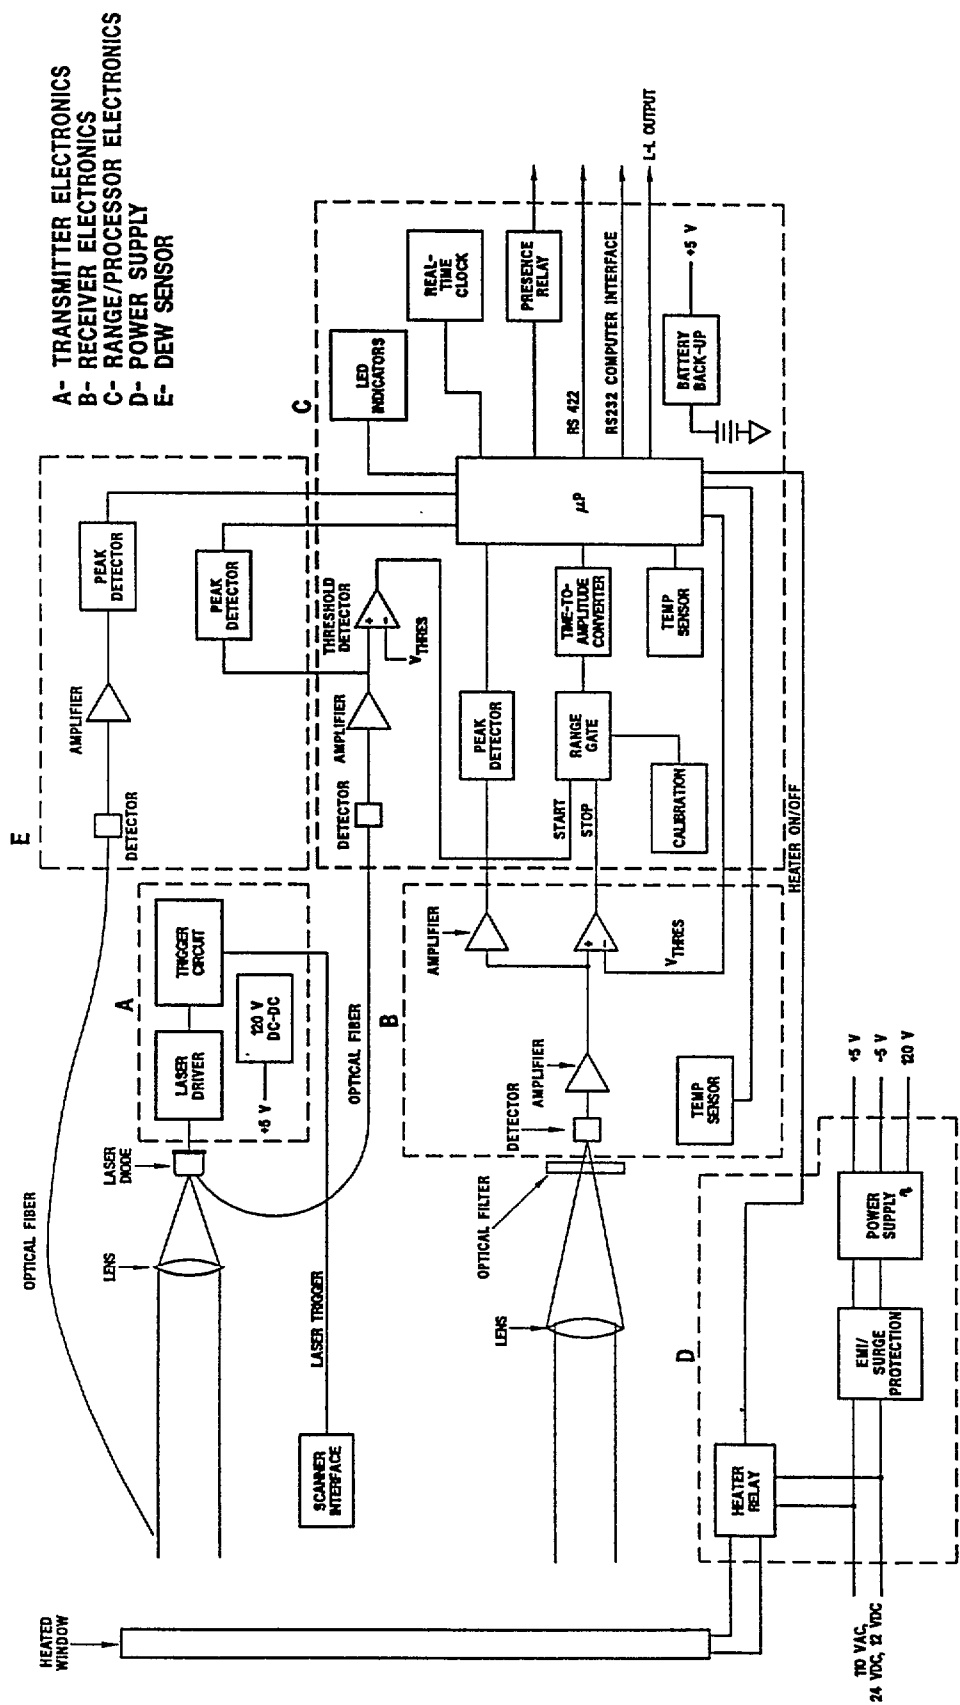 A- TRANSMITTER ELECTRONICS
B- RECEIVER ELECTRONICS
C- RANGE/PROCESSOR ELECTRONICS
D- POWER SUPPLY
E- DEW SENSOR
HEATED
WINDOW
OPTICAL FIBER
E
DETECTOR
AMPLIFIER
PEAK
DETECTOR
LENS
LASER
DIODE
A
LASER
DRIVER
TRIGGER
CIRCUIT
+5 V
120 V
DC-DC
PEAK
DETECTOR
SCANNER
INTERFACE
LASER TRIGGER
OPTICAL FIBER
DETECTOR
AMPLIFIER
THRESHOLD
DETECTOR
+
-
VTHRES
C
LED
INDICATORS
REAL-
TIME
CLOCK
PRESENCE
RELAY
RS 422
RS232 COMPUTER INTERFACE
L-L OUTPUT
BATTERY
BACK-UP
+5 V
µP
B
LENS
OPTICAL FILTER
DETECTOR
AMPLIFIER
AMPLIFIER
+
-
VTHRES
TEMP
SENSOR
START
STOP
PEAK
DETECTOR
RANGE
GATE
TIME-TO-
AMPLITUDE
CONVERTER
TEMP
SENSOR
CALIBRATION
HEATER ON/OFF
D
HEATER
RELAY
EMI/
SURGE
PROTECTION
POWER
SUPPLY
+5 V
-5 V
120 V
110 VAC,
24 VDC, 12 VDC